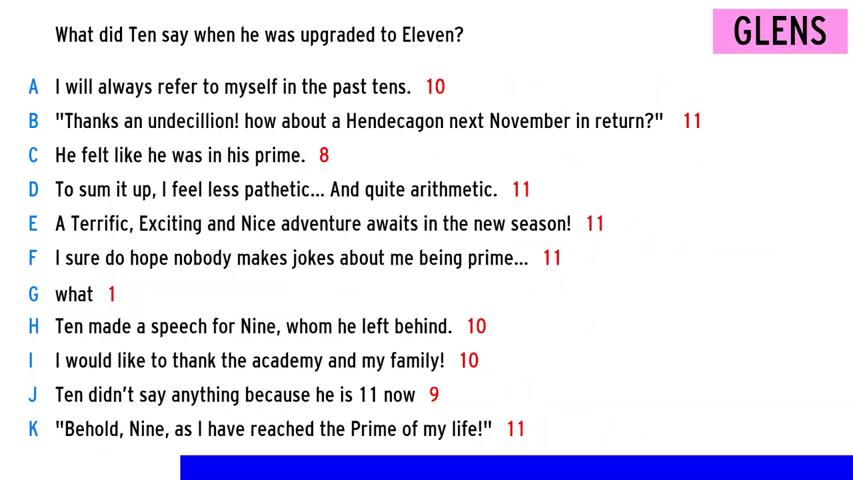 What did Ten say when he was upgraded to Eleven?
GLENS
A I will always refer to myself in the past tens. 10
B "Thanks an undecillion! how about a Hendecagon next November in return?" 11
C He felt like he was in his prime. 8
D To sum it up, I feel less pathetic... And quite arithmetic. 11
E A Terrific, Exciting and Nice adventure awaits in the new season! 11
F I sure do hope nobody makes jokes about me being prime... 11
G what 1
H Ten made a speech for Nine, whom he left behind. 10
I I would like to thank the academy and my family! 10
J Ten didn't say anything because he is 11 now 9
K "Behold, Nine, as I have reached the Prime of my life!" 11